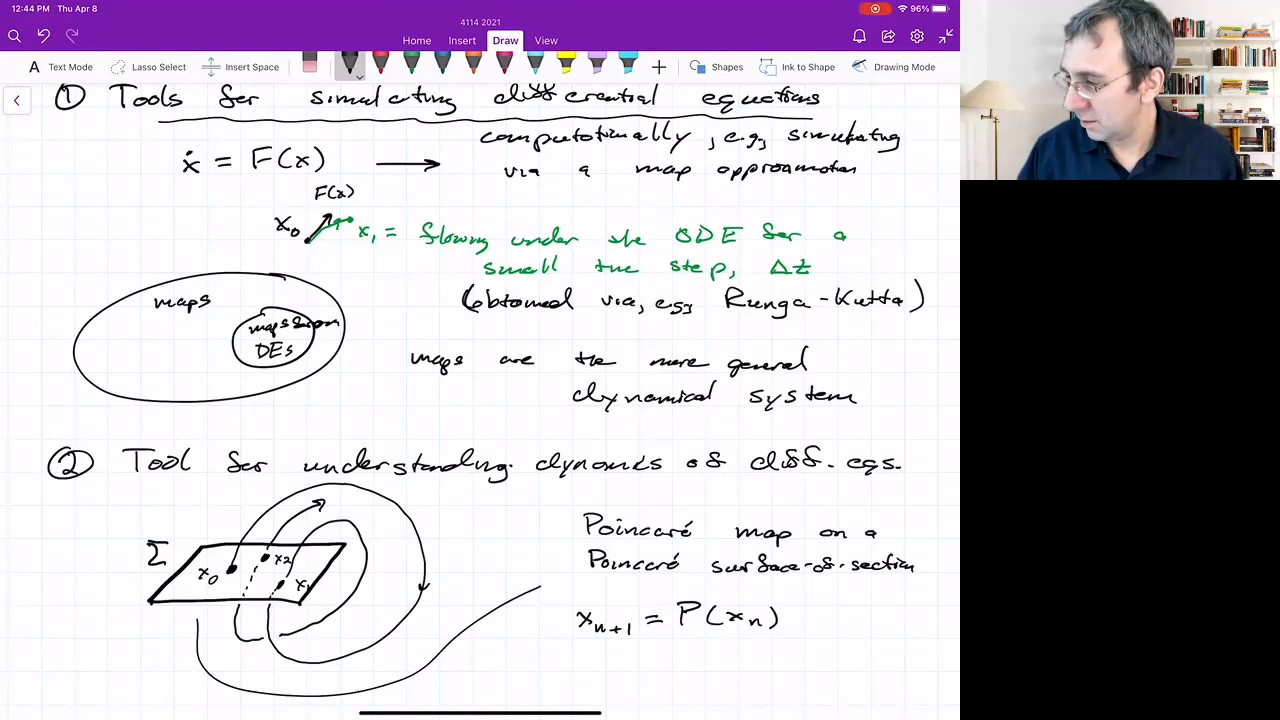 12:44 PM Thu Apr 8
96%
4114 2021
Home Insert Draw View
Text Mode Lasso Select Insert Space Shapes Ink to Shape Drawing Mode
① Tools for simulating differential equations
computationally, e.g., simulating
ẋ = F(x) → via a map approximation
F(x)
x₀ x₁ = flowing under the ODE for a
small time step, Δt
(obtained via, e.g., Runga-Kutta)
maps
maps from
DEs
maps are the more general
dynamical system
② Tool for understanding dynamics of diff. eqs.
Σ x₀ x₂ x₁
Poincaré map on a
Poincaré surface-of-section
xₙ₊₁ = P(xₙ)